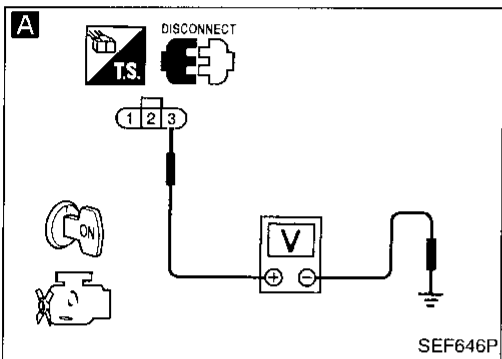 A
DISCONNECT
T.S.
1 2 3
ON
V
+ −
SEF646P